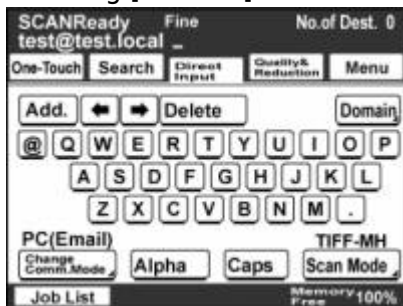 SCANReady Fine No.of Dest. 0
test@test.local _
One-Touch Search Direct Input Quality& Reduction Menu
Add. ← → Delete Domain
@ Q W E R T Y U I O P
A S D F G H J K L
Z X C V B N M .
PC(Email) TIFF-MH
Change Comm.Mode Alpha Caps Scan Mode
Job List Memory Free 100%